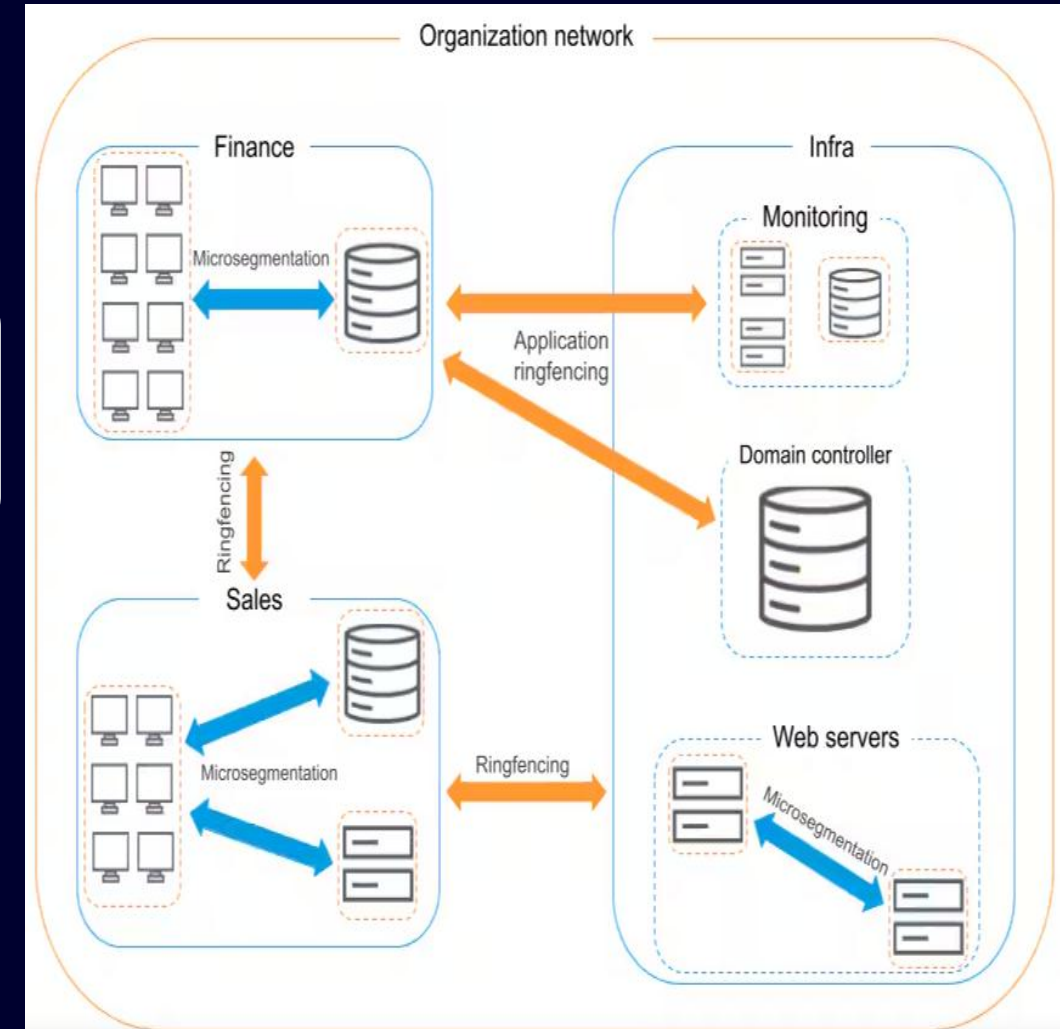 Organization network
Finance
Infra
Monitoring
Microsegmentation
Application
ringfencing
Domain controller
Ringfencing
Sales
Web servers
Ringfencing
Microsegmentation
Microsegmentation